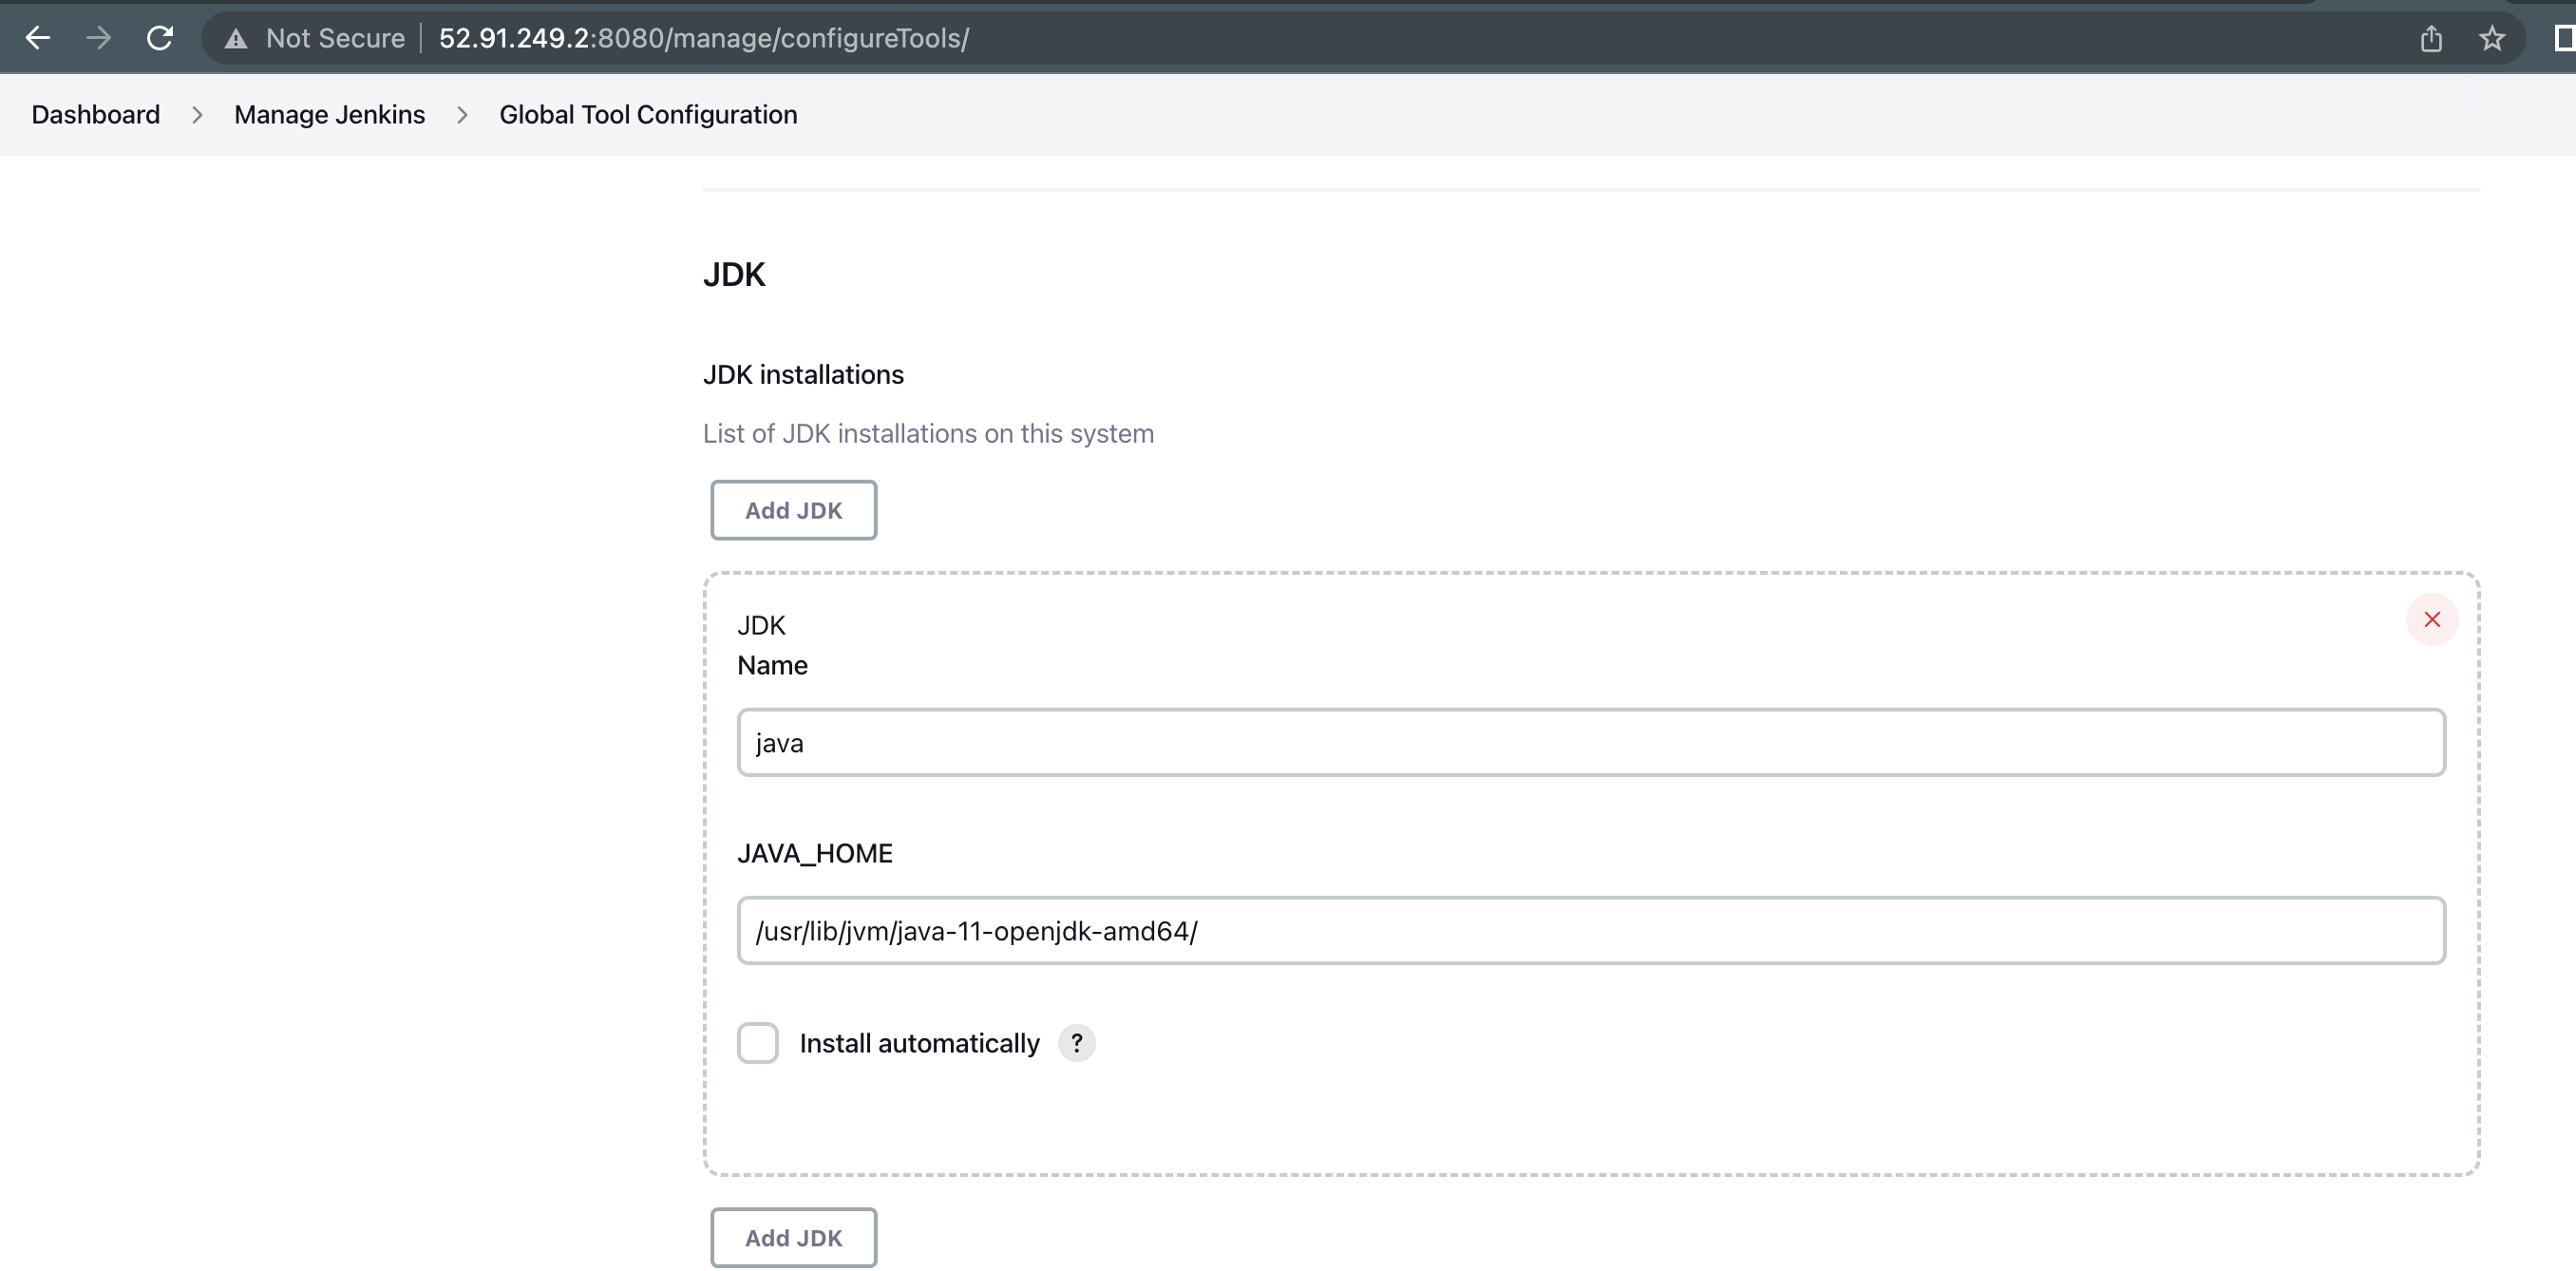 Not Secure 52.91.249.2:8080/manage/configureTools/
Dashboard Manage Jenkins Global Tool Configuration
JDK
JDK installations
List of JDK installations on this system
Add JDK
JDK
Name
java
JAVA_HOME
/usr/lib/jvm/java-11-openjdk-amd64/
Install automatically ?
Add JDK